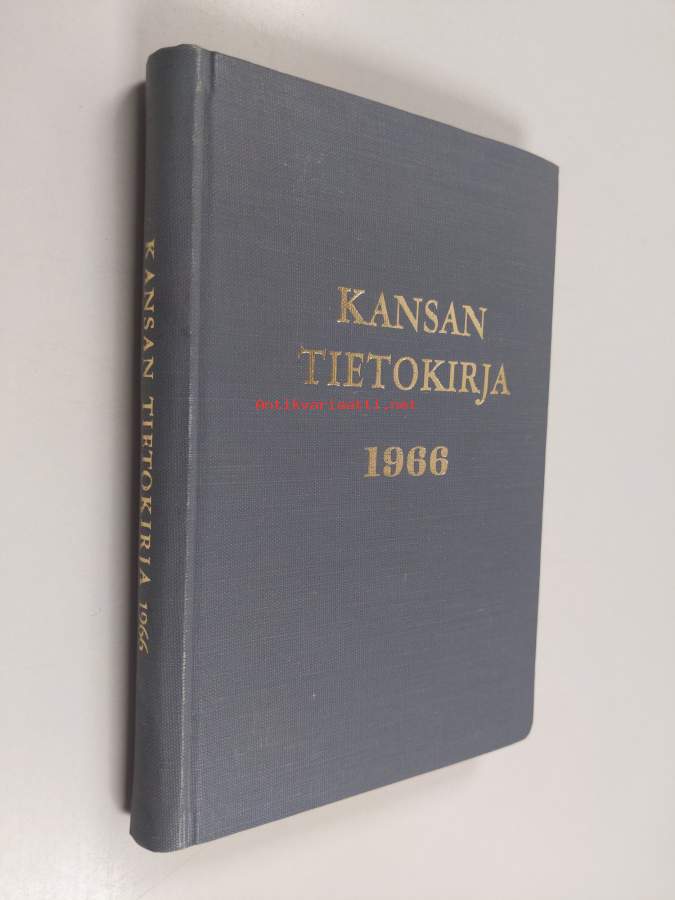 KANSAN
TIETOKIRJA
Antikvariaatti.net
1966
KANSAN TIETOKIRJA 1966